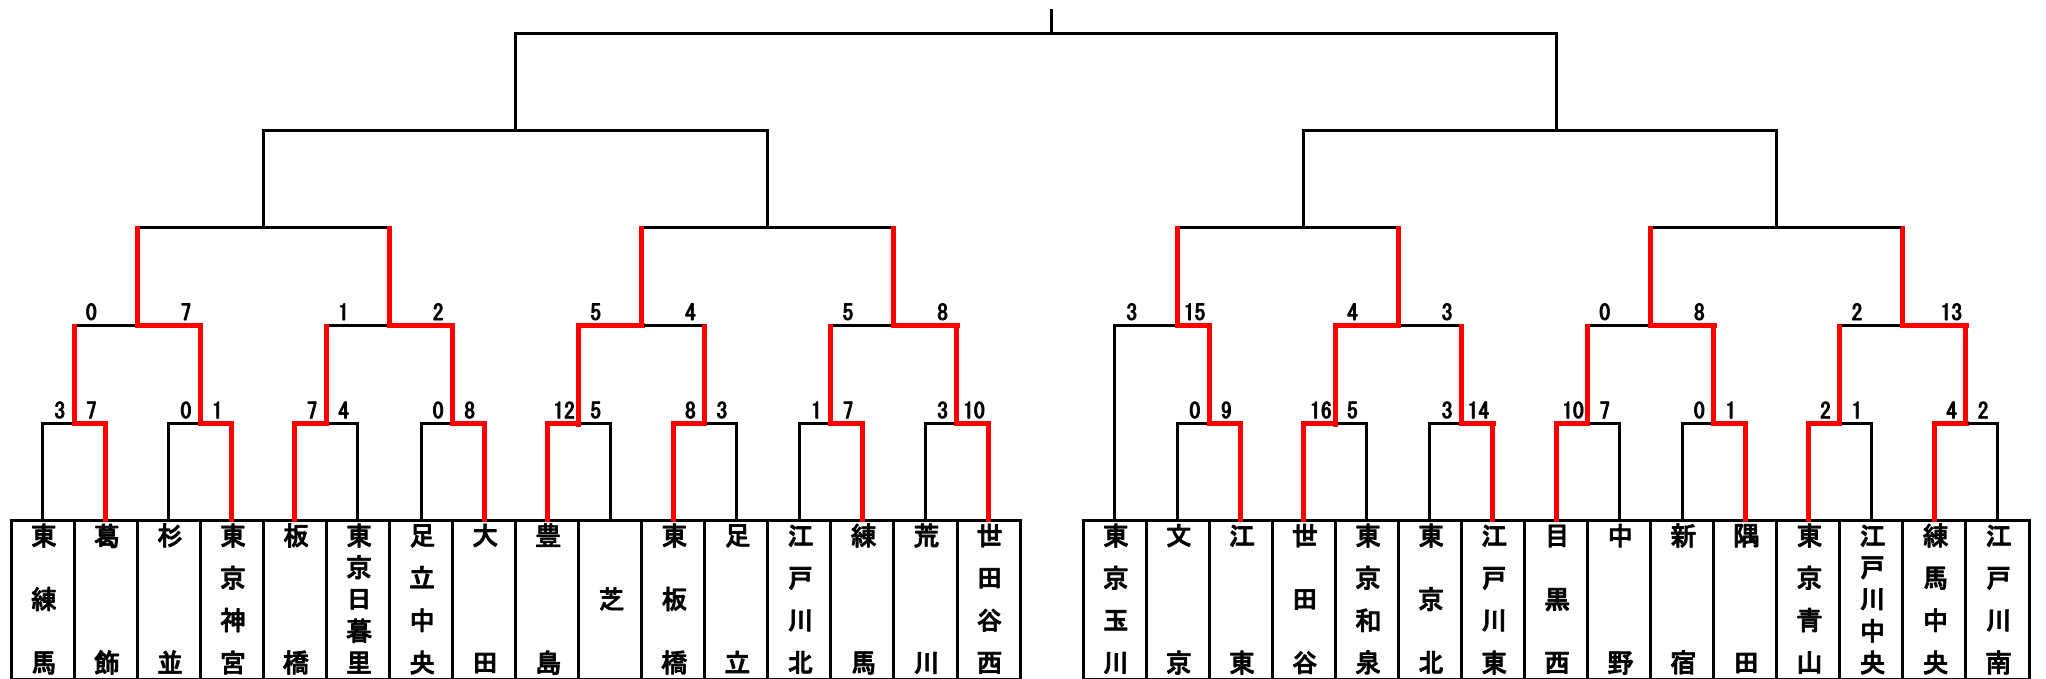 0 7 1 2 5 4 5 8 3 15 4 3 0 8 2 13
3 7 0 1 7 4 0 8 12 5 8 3 1 7 3 10 0 9 16 5 3 14 10 7 0 1 2 1 4 2
東練馬
葛飾
杉並
東京神宮
板橋
東京日暮里
足立中央
大田
豊島
芝
東板橋
足立
江戸川北
練馬
荒川
世田谷西
東京玉川
文京
江東
世田谷
東京和泉
東京北
江戸川東
目黒西
中野
新宿
隅田
東京青山
江戸川中央
練馬中央
江戸川南